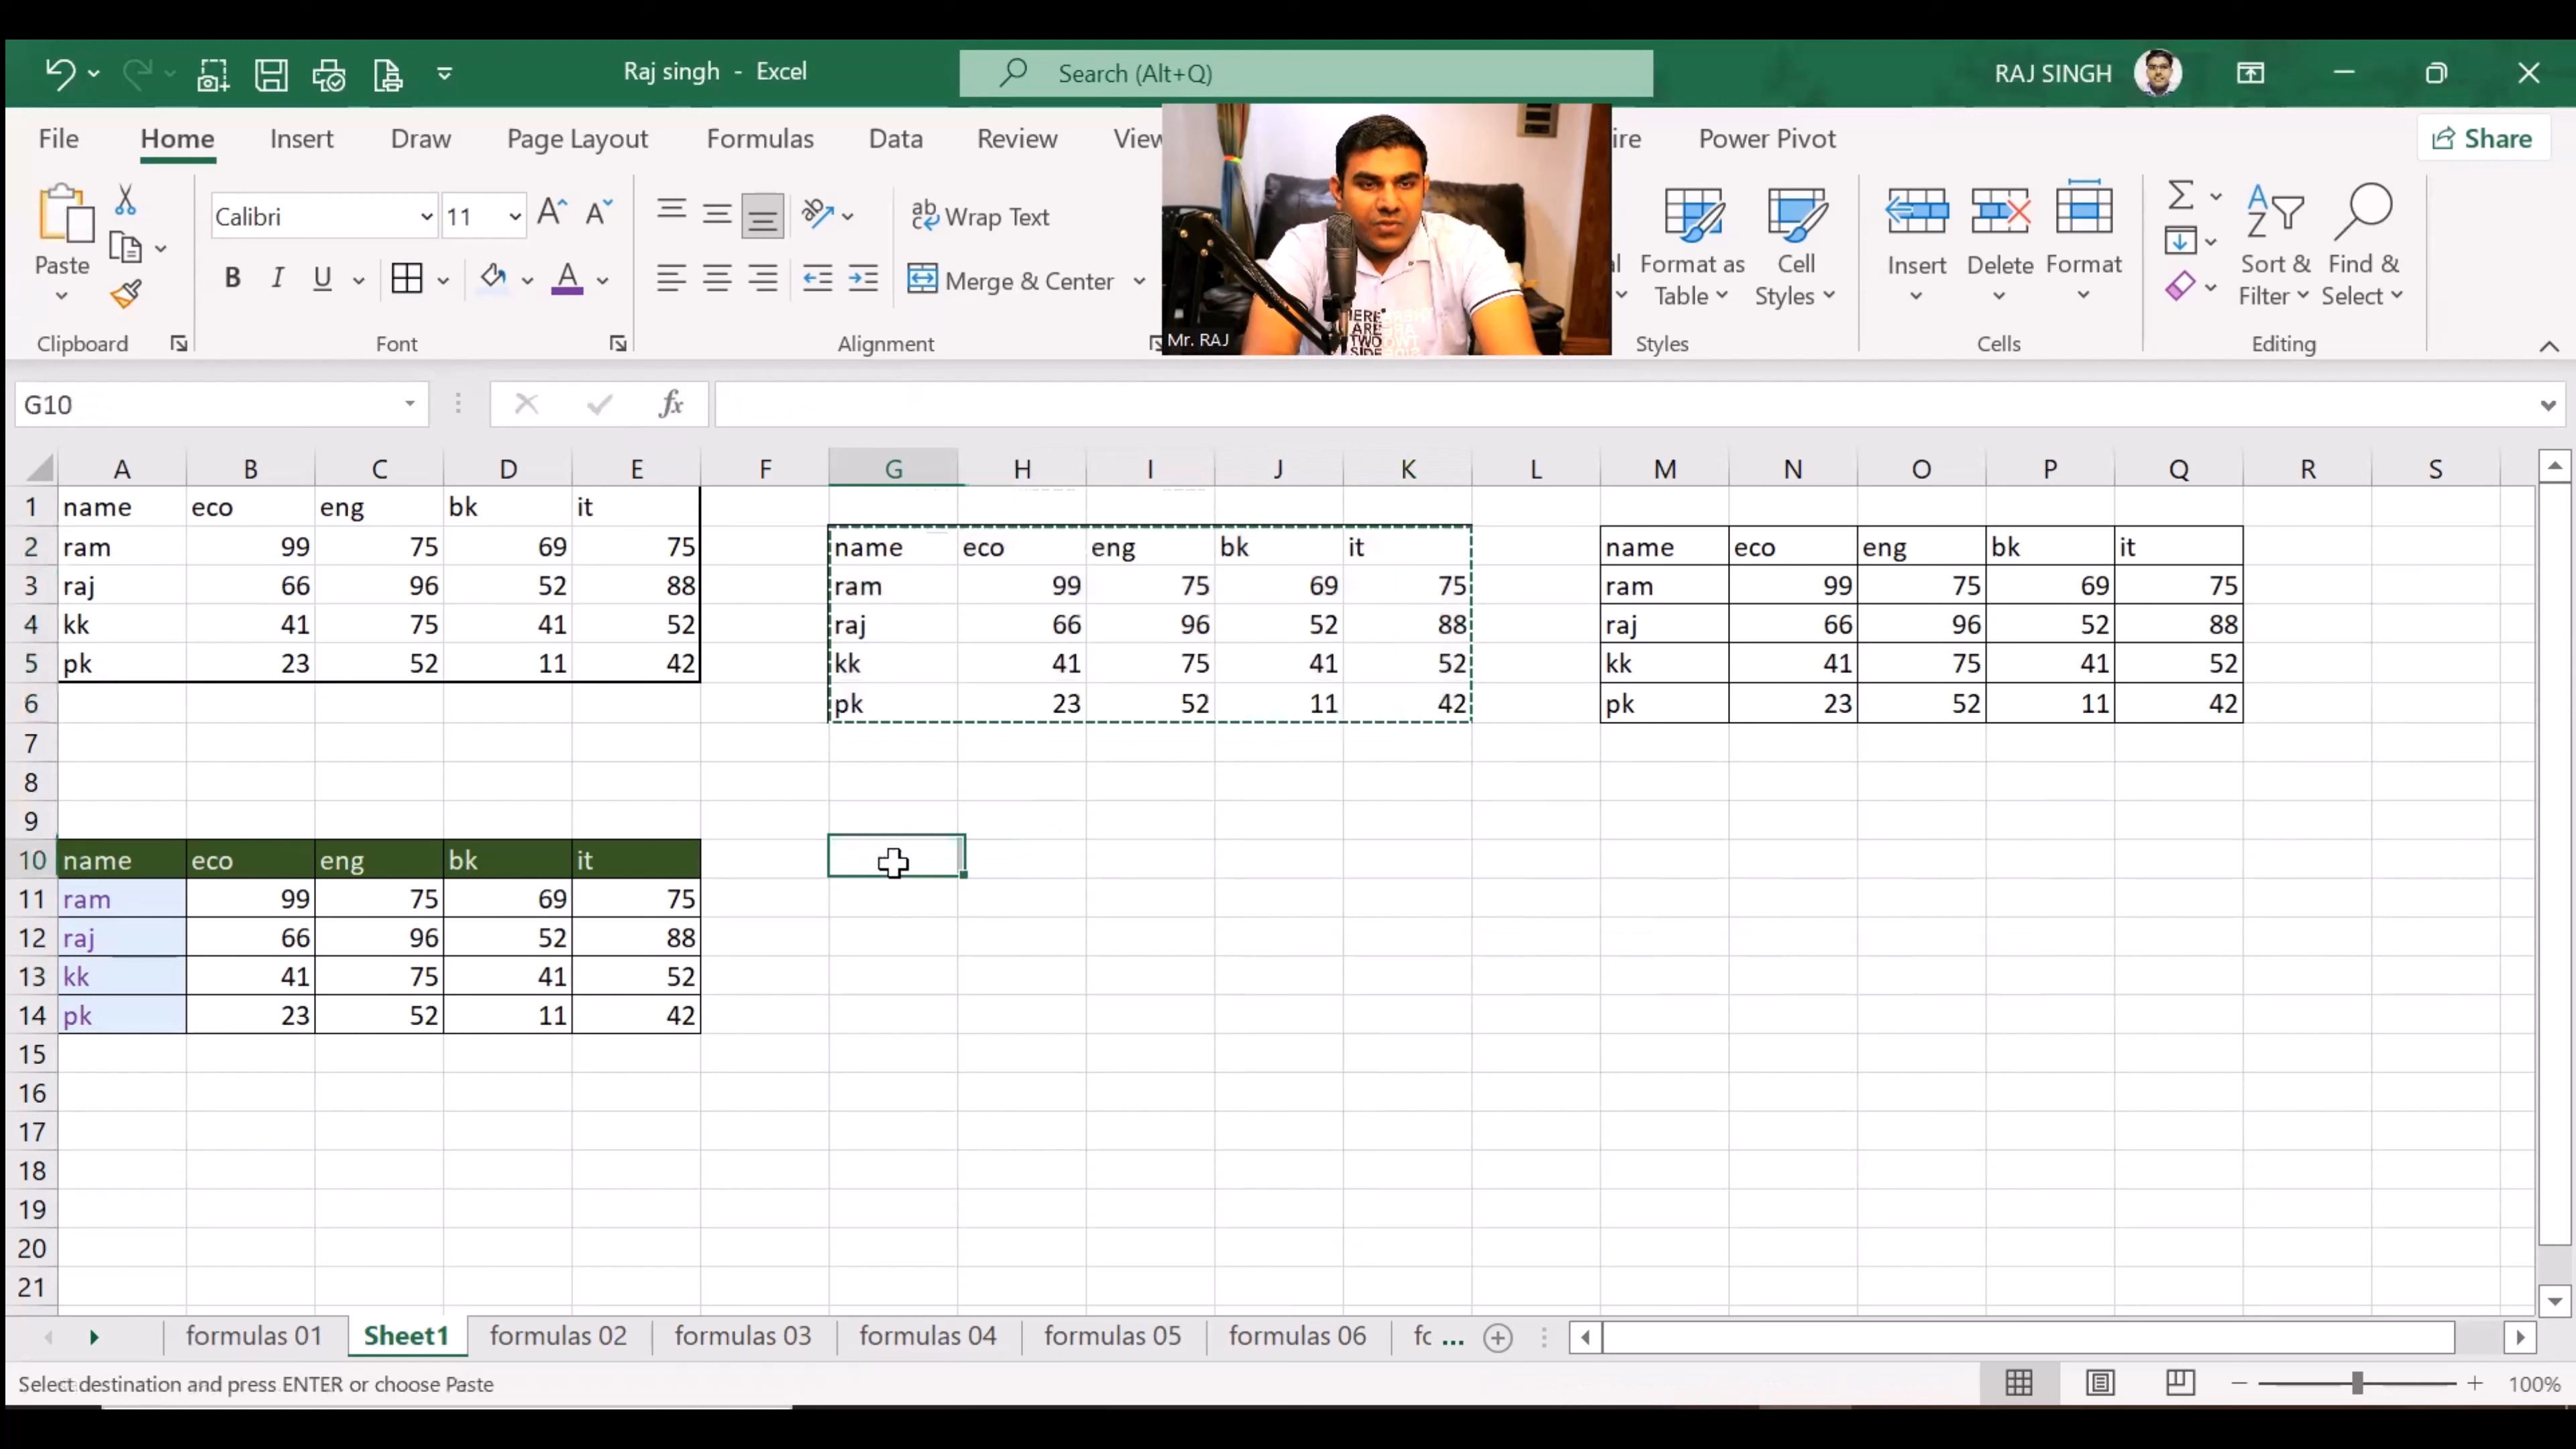 Raj singh - Excel
Search (Alt+Q)
RAJ SINGH
File Home Insert Draw Page Layout Formulas Data Review View Power Pivot Share
Paste
Calibri 11
B I U A
ab Wrap Text
Merge & Center
Format as Table
Cell Styles
Insert Delete Format
Sort & Filter
Find & Select
Clipboard Font Alignment Styles Cells Editing
HERE
ARE
TWO
SIDE
Mr. RAJ
G10
fx
A B C D E F G H I J K L M N O P Q R S
1 name eco eng bk it
2 ram 99 75 69 75 name eco eng bk it name eco eng bk it
3 raj 66 96 52 88 ram 99 75 69 75 ram 99 75 69 75
4 kk 41 75 41 52 raj 66 96 52 88 raj 66 96 52 88
5 pk 23 52 11 42 kk 41 75 41 52 kk 41 75 41 52
6 pk 23 52 11 42 pk 23 52 11 42
7
8
9
10 name eco eng bk it
11 ram 99 75 69 75
12 raj 66 96 52 88
13 kk 41 75 41 52
14 pk 23 52 11 42
15
16
17
18
19
20
21
formulas 01 Sheet1 formulas 02 formulas 03 formulas 04 formulas 05 formulas 06 fc ...
Select destination and press ENTER or choose Paste
100%